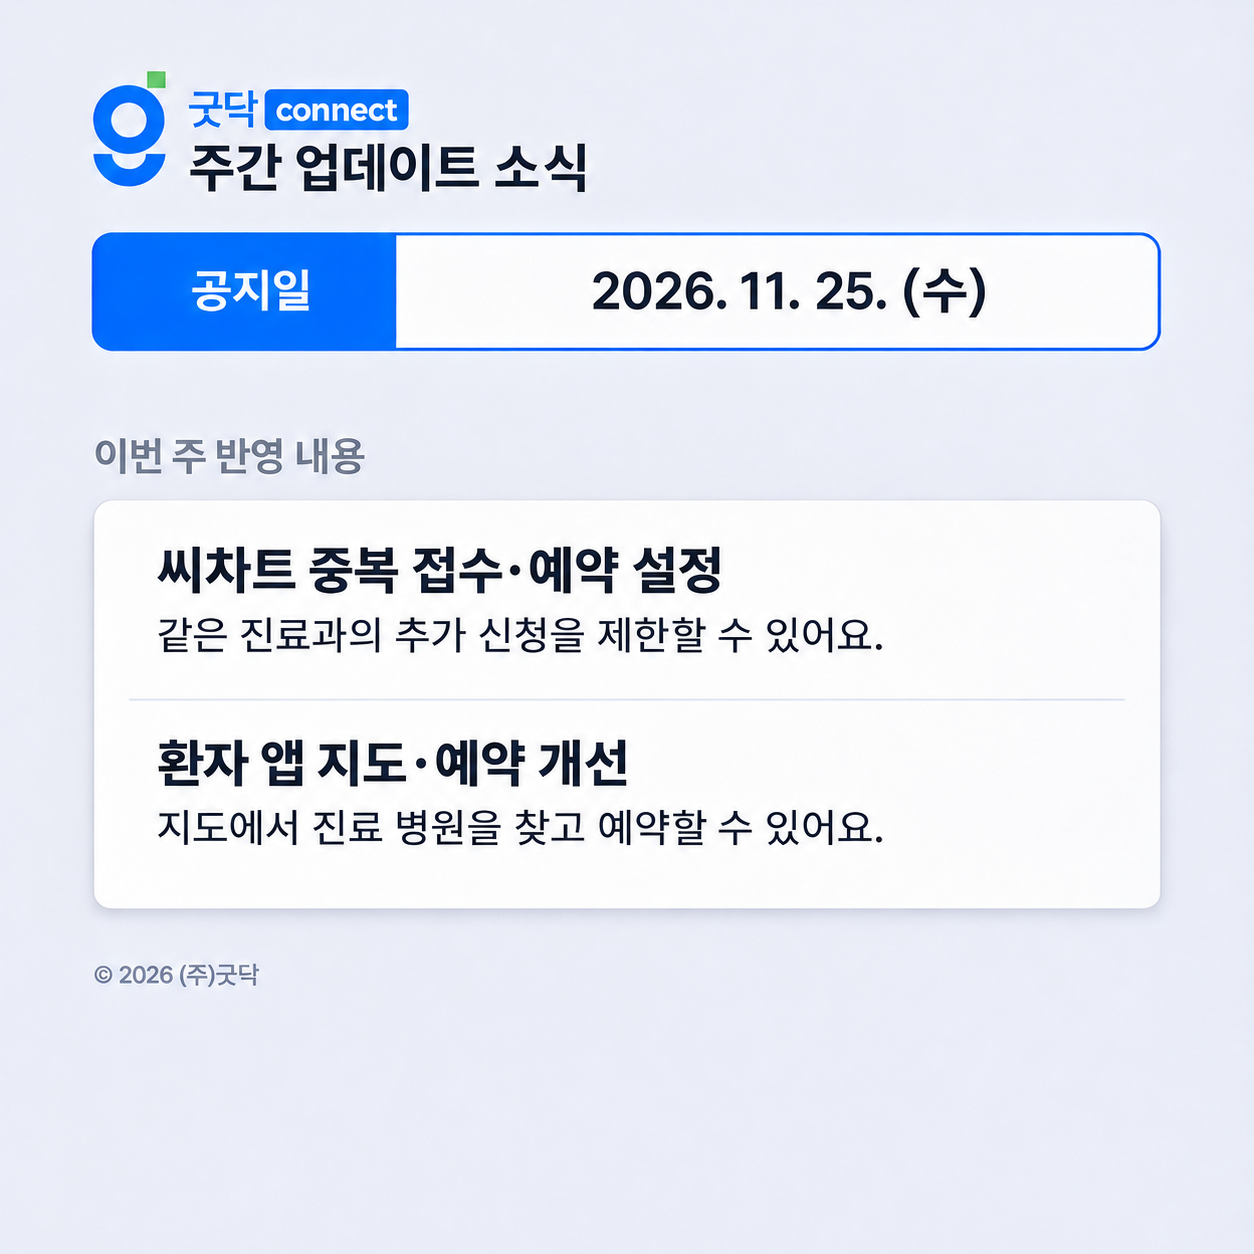 굿닥 connect
주간 업데이트 소식
공지일 2026. 11. 25. (수)
이번 주 반영 내용
씨차트 중복 접수·예약 설정
같은 진료과의 추가 신청을 제한할 수 있어요.
환자 앱 지도·예약 개선
지도에서 진료 병원을 찾고 예약할 수 있어요.
© 2026 (주)굿닥